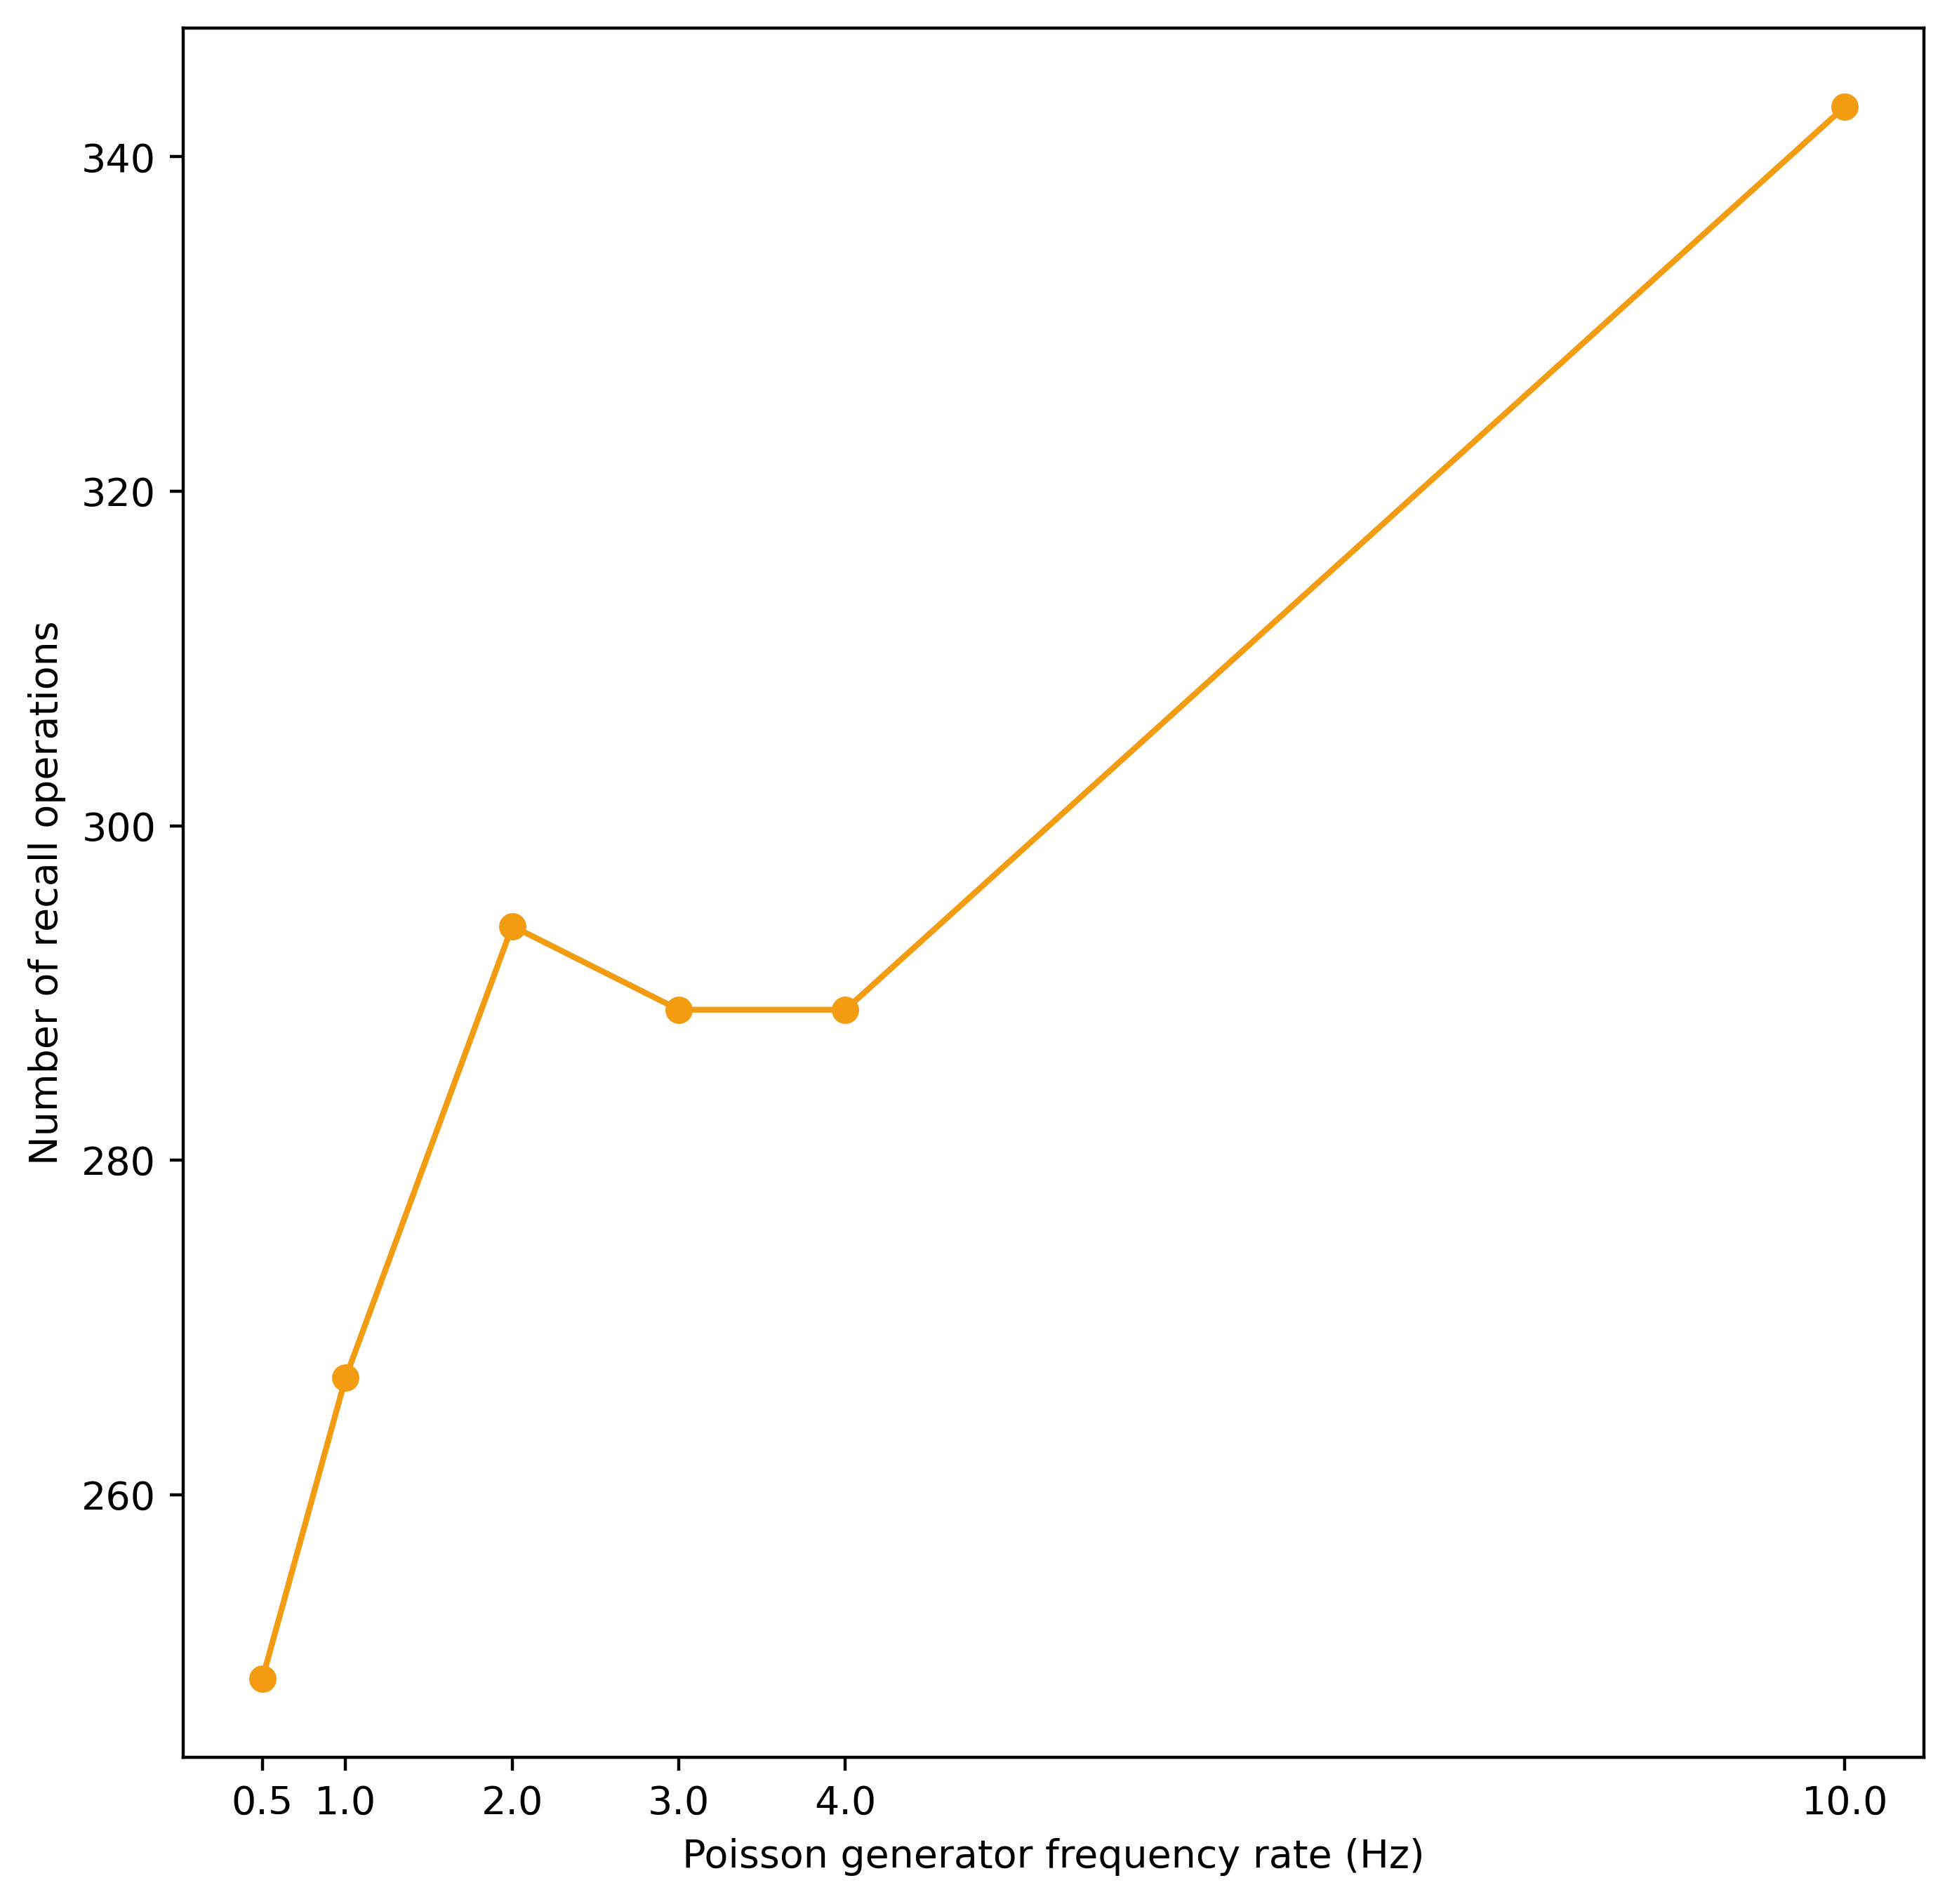 Number of recall operations
340
320
300
280
260
0.5 1.0 2.0 3.0 4.0 10.0
Poisson generator frequency rate (Hz)